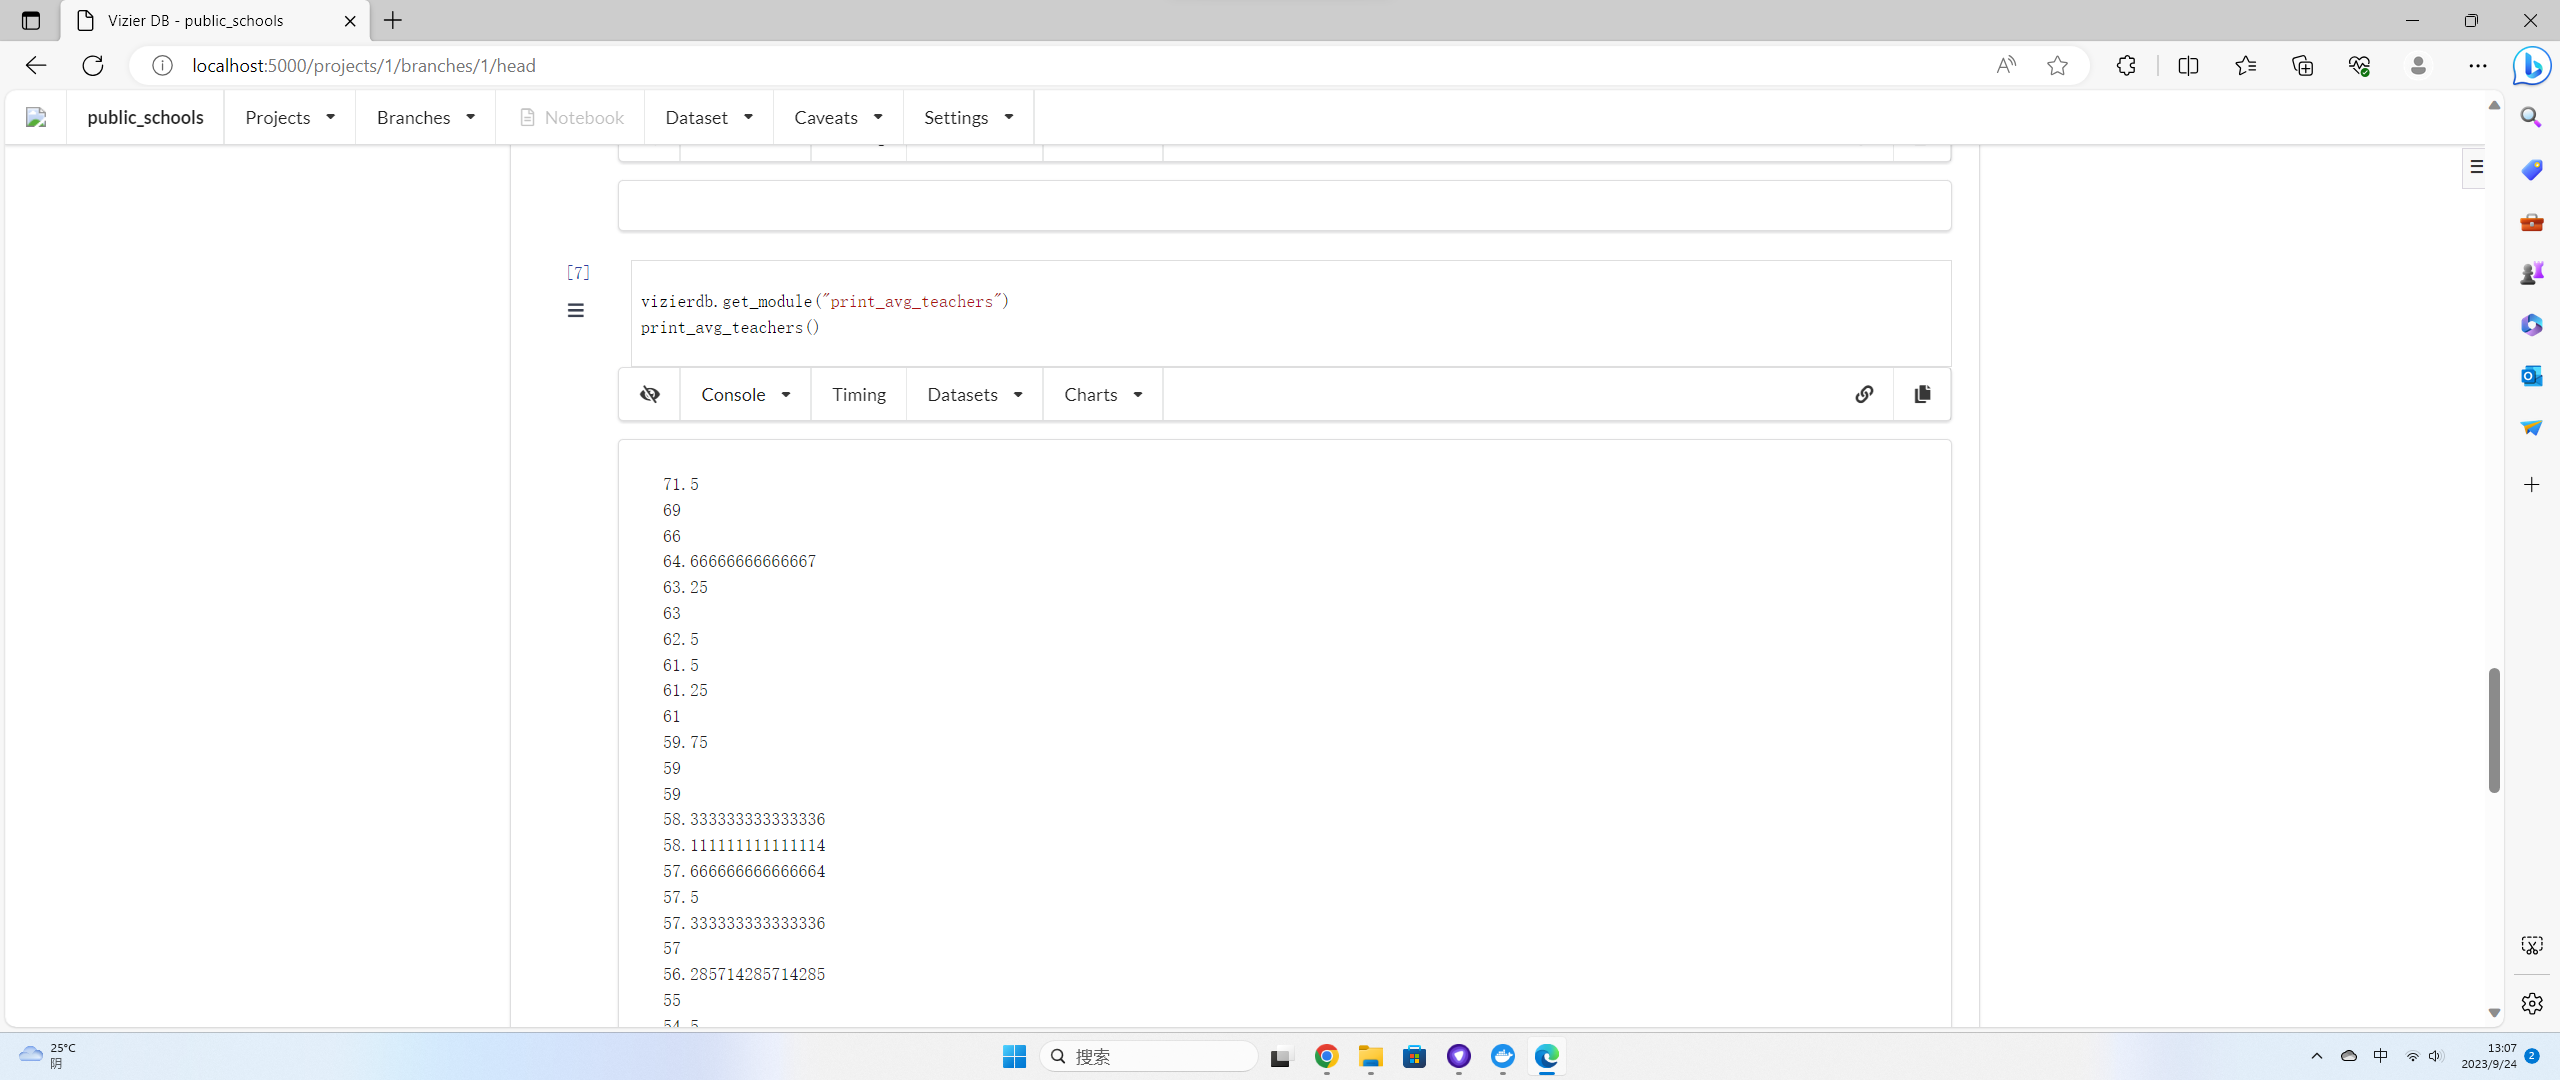 Vizier DB - public_schools
localhost:5000/projects/1/branches/1/head
public_schools Projects Branches Notebook Dataset Caveats Settings
[7]
vizierdb.get_module("print_avg_teachers")
print_avg_teachers()
Console Timing Datasets Charts
71.5
69
66
64.66666666666667
63.25
63
62.5
61.5
61.25
61
59.75
59
59
58.333333333333336
58.111111111111114
57.666666666666664
57.5
57.333333333333336
57
56.285714285714285
55
54.5
25°C
阴
搜索
中
13:07
2023/9/24
2